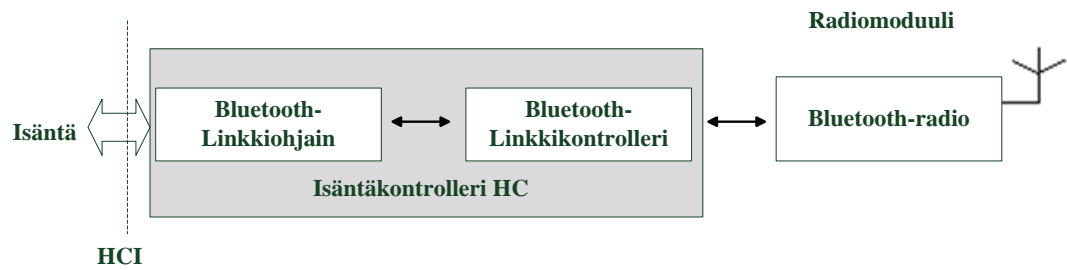 Radiomoduuli
Isäntä
Bluetooth-
Linkkiohjain
Bluetooth-
Linkkikontrolleri
Bluetooth-radio
Isäntäkontrolleri HC
HCI